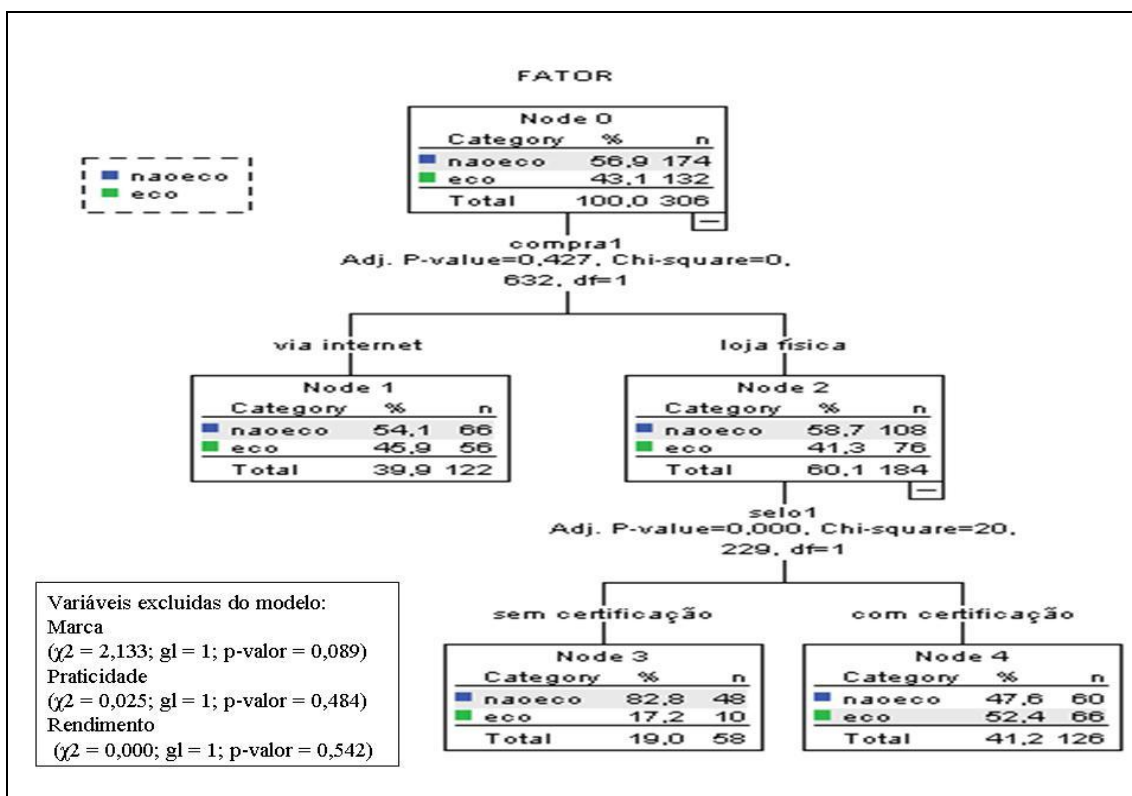 FATOR
Node 0
Category % n
naoeco 56,9 174
eco 43,1 132
Total 100,0 306
naoeco
eco
compra1
Adj. P-value=0,427, Chi-square=0,
632, df=1
via internet
loja física
Node 1
Category % n
naoeco 54,1 66
eco 45,9 56
Total 39,9 122
Node 2
Category % n
naoeco 58,7 108
eco 41,3 76
Total 60,1 184
selo1
Adj. P-value=0,000, Chi-square=20,
229, df=1
sem certificação
com certificação
Node 3
Category % n
naoeco 82,8 48
eco 17,2 10
Total 19,0 58
Node 4
Category % n
naoeco 47,6 60
eco 52,4 66
Total 41,2 126
Variáveis excluidas do modelo:
Marca
(χ2 = 2,133; gl = 1; p-valor = 0,089)
Praticidade
(χ2 = 0,025; gl = 1; p-valor = 0,484)
Rendimento
(χ2 = 0,000; gl = 1; p-valor = 0,542)